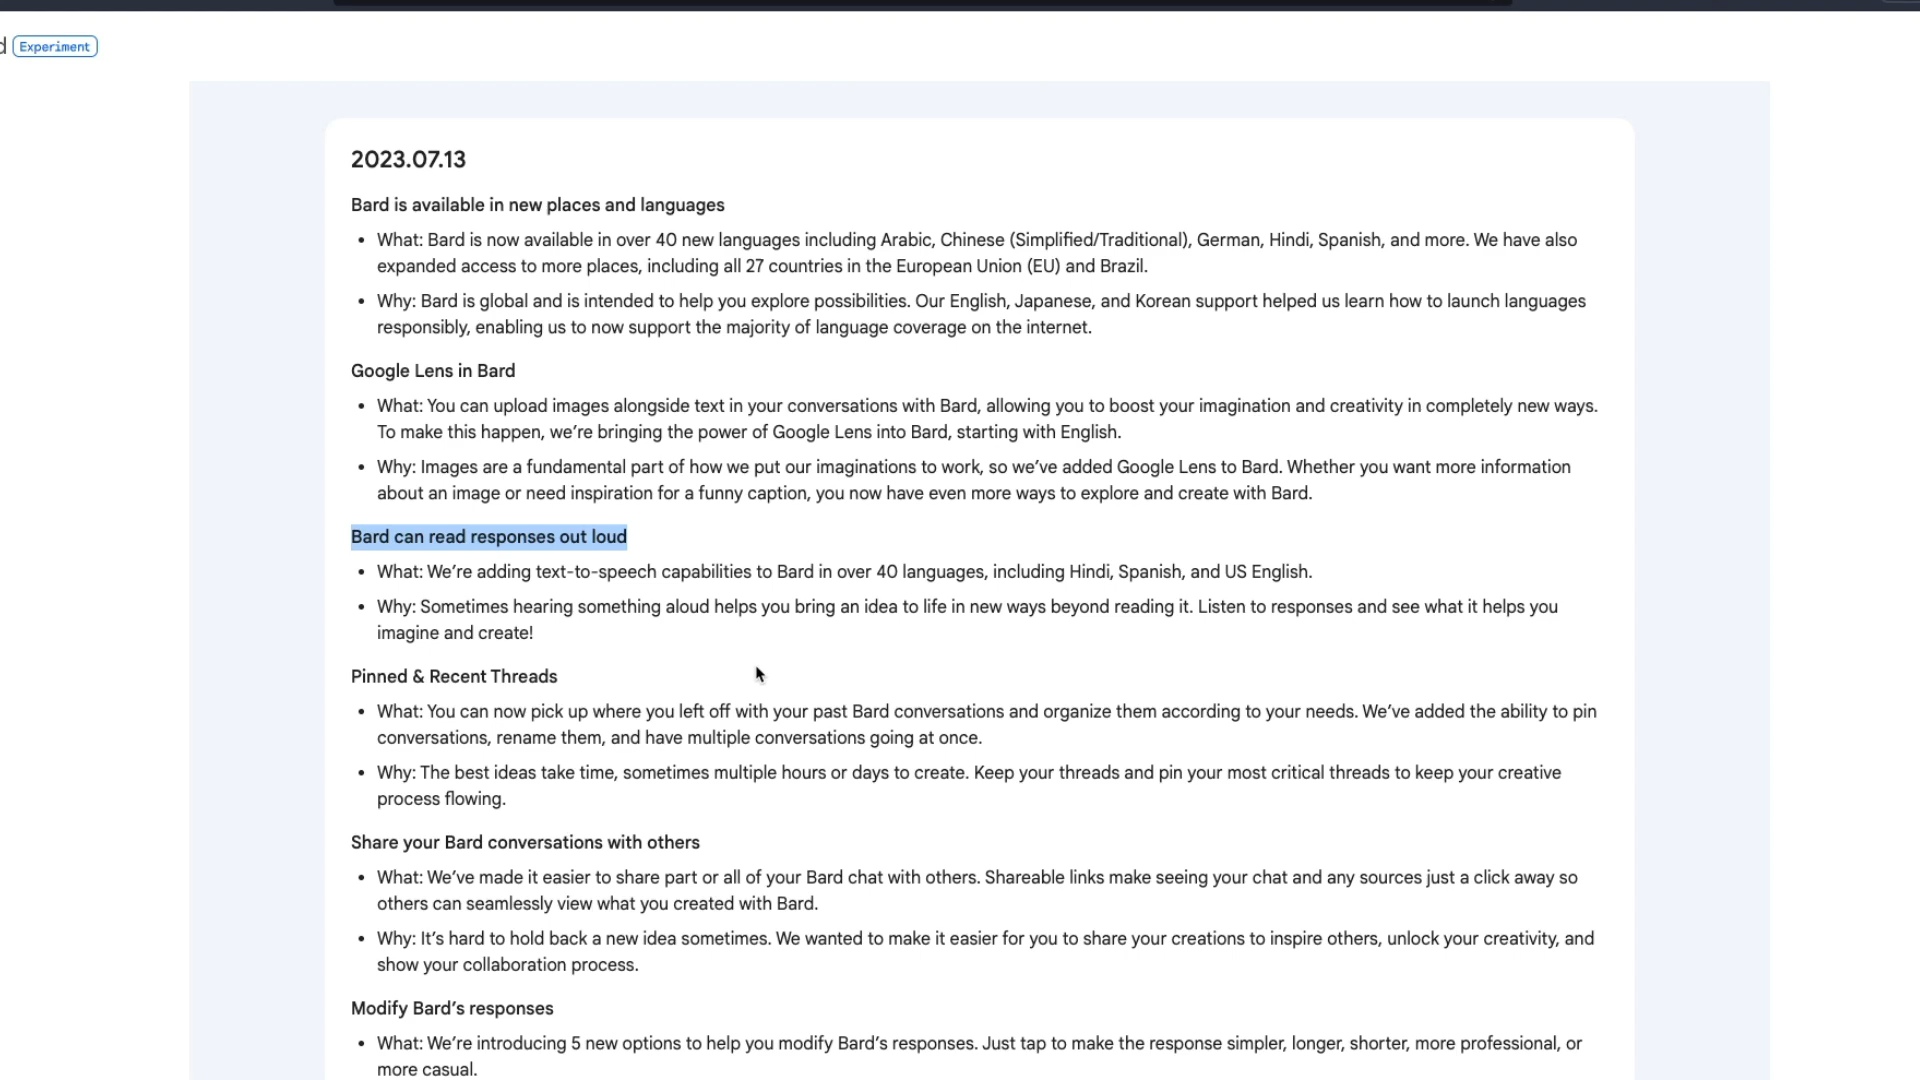 Experiment
2023.07.13
Bard is available in new places and languages
• What: Bard is now available in over 40 new languages including Arabic, Chinese (Simplified/Traditional), German, Hindi, Spanish, and more. We have also
expanded access to more places, including all 27 countries in the European Union (EU) and Brazil.
• Why: Bard is global and is intended to help you explore possibilities. Our English, Japanese, and Korean support helped us learn how to launch languages
responsibly, enabling us to now support the majority of language coverage on the internet.
Google Lens in Bard
• What: You can upload images alongside text in your conversations with Bard, allowing you to boost your imagination and creativity in completely new ways.
To make this happen, we’re bringing the power of Google Lens into Bard, starting with English.
• Why: Images are a fundamental part of how we put our imaginations to work, so we’ve added Google Lens to Bard. Whether you want more information
about an image or need inspiration for a funny caption, you now have even more ways to explore and create with Bard.
Bard can read responses out loud
• What: We’re adding text-to-speech capabilities to Bard in over 40 languages, including Hindi, Spanish, and US English.
• Why: Sometimes hearing something aloud helps you bring an idea to life in new ways beyond reading it. Listen to responses and see what it helps you
imagine and create!
Pinned & Recent Threads
• What: You can now pick up where you left off with your past Bard conversations and organize them according to your needs. We’ve added the ability to pin
conversations, rename them, and have multiple conversations going at once.
• Why: The best ideas take time, sometimes multiple hours or days to create. Keep your threads and pin your most critical threads to keep your creative
process flowing.
Share your Bard conversations with others
• What: We’ve made it easier to share part or all of your Bard chat with others. Shareable links make seeing your chat and any sources just a click away so
others can seamlessly view what you created with Bard.
• Why: It’s hard to hold back a new idea sometimes. We wanted to make it easier for you to share your creations to inspire others, unlock your creativity, and
show your collaboration process.
Modify Bard’s responses
• What: We’re introducing 5 new options to help you modify Bard’s responses. Just tap to make the response simpler, longer, shorter, more professional, or
more casual.